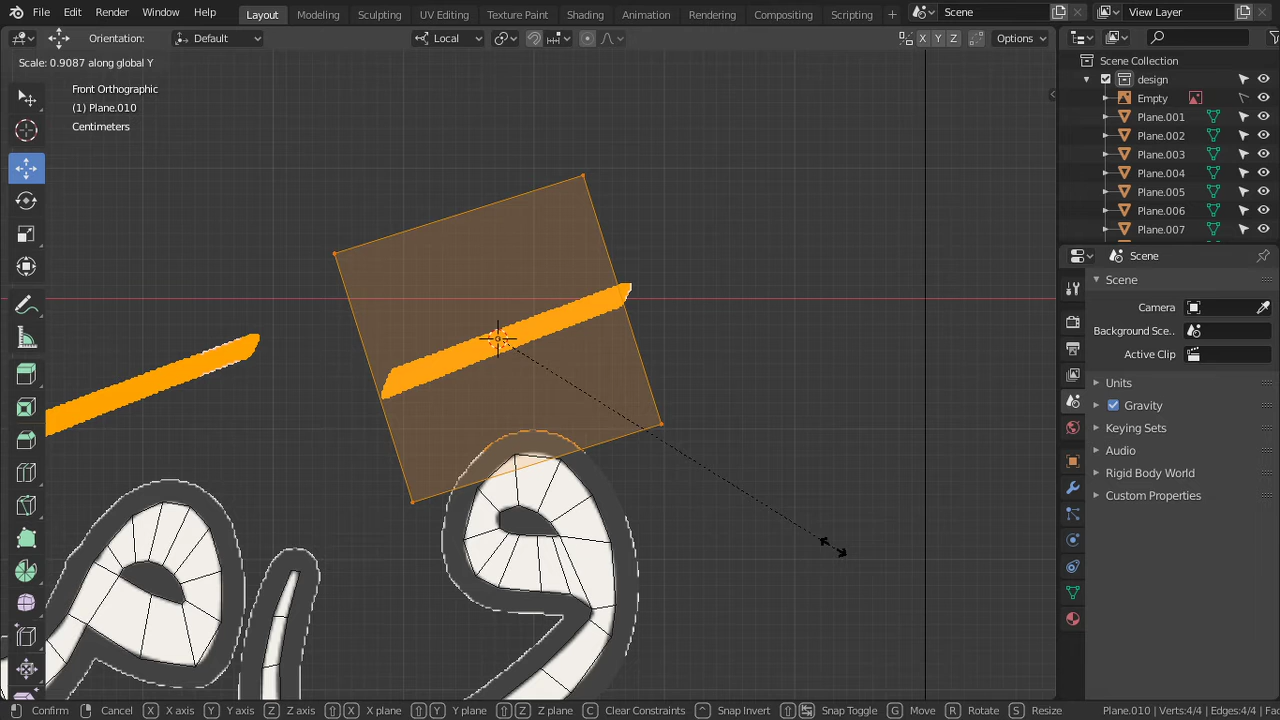 File Edit Render Window Help Layout Modeling Sculpting UV Editing Texture Paint Shading Animation Rendering Compositing Scripting + Scene View Layer
Orientation: Default Local X Y Z Options
Scale: 0.9087 along global Y
Front Orthographic
(1) Plane.010
Centimeters
Scene Collection
design
Empty
Plane.001
Plane.002
Plane.003
Plane.004
Plane.005
Plane.006
Plane.007
Scene
Scene
Camera
Background Sce..
Active Clip
Units
Gravity
Keying Sets
Audio
Rigid Body World
Custom Properties
Confirm Cancel X X axis Y Y axis Z Z axis X X plane Y Y plane Z Z plane C Clear Constraints Snap Invert Snap Toggle G Move R Rotate S Resize Plane.010 | Verts:4/4 | Edges:4/4 | Fac